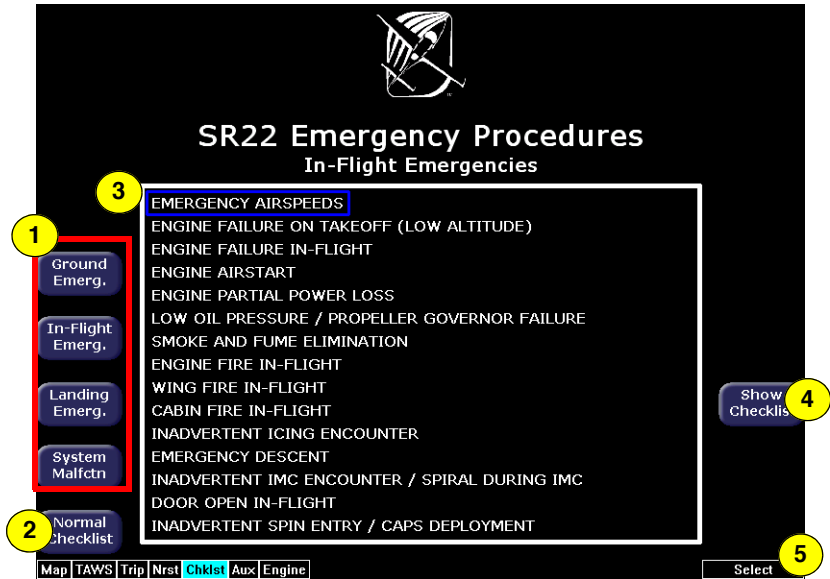 SR22 Emergency Procedures
In-Flight Emergencies
3
EMERGENCY AIRSPEEDS
ENGINE FAILURE ON TAKEOFF (LOW ALTITUDE)
ENGINE FAILURE IN-FLIGHT
ENGINE AIRSTART
ENGINE PARTIAL POWER LOSS
LOW OIL PRESSURE / PROPELLER GOVERNOR FAILURE
SMOKE AND FUME ELIMINATION
ENGINE FIRE IN-FLIGHT
WING FIRE IN-FLIGHT
CABIN FIRE IN-FLIGHT
INADVERTENT ICING ENCOUNTER
EMERGENCY DESCENT
INADVERTENT IMC ENCOUNTER / SPIRAL DURING IMC
DOOR OPEN IN-FLIGHT
INADVERTENT SPIN ENTRY / CAPS DEPLOYMENT
1
Ground
Emerg.
In-Flight
Emerg.
Landing
Emerg.
System
Malfctn
2
Normal
Checklist
Show
Checklist
4
Map TAWS Trip Nrst Chklst Aux Engine
Select
5